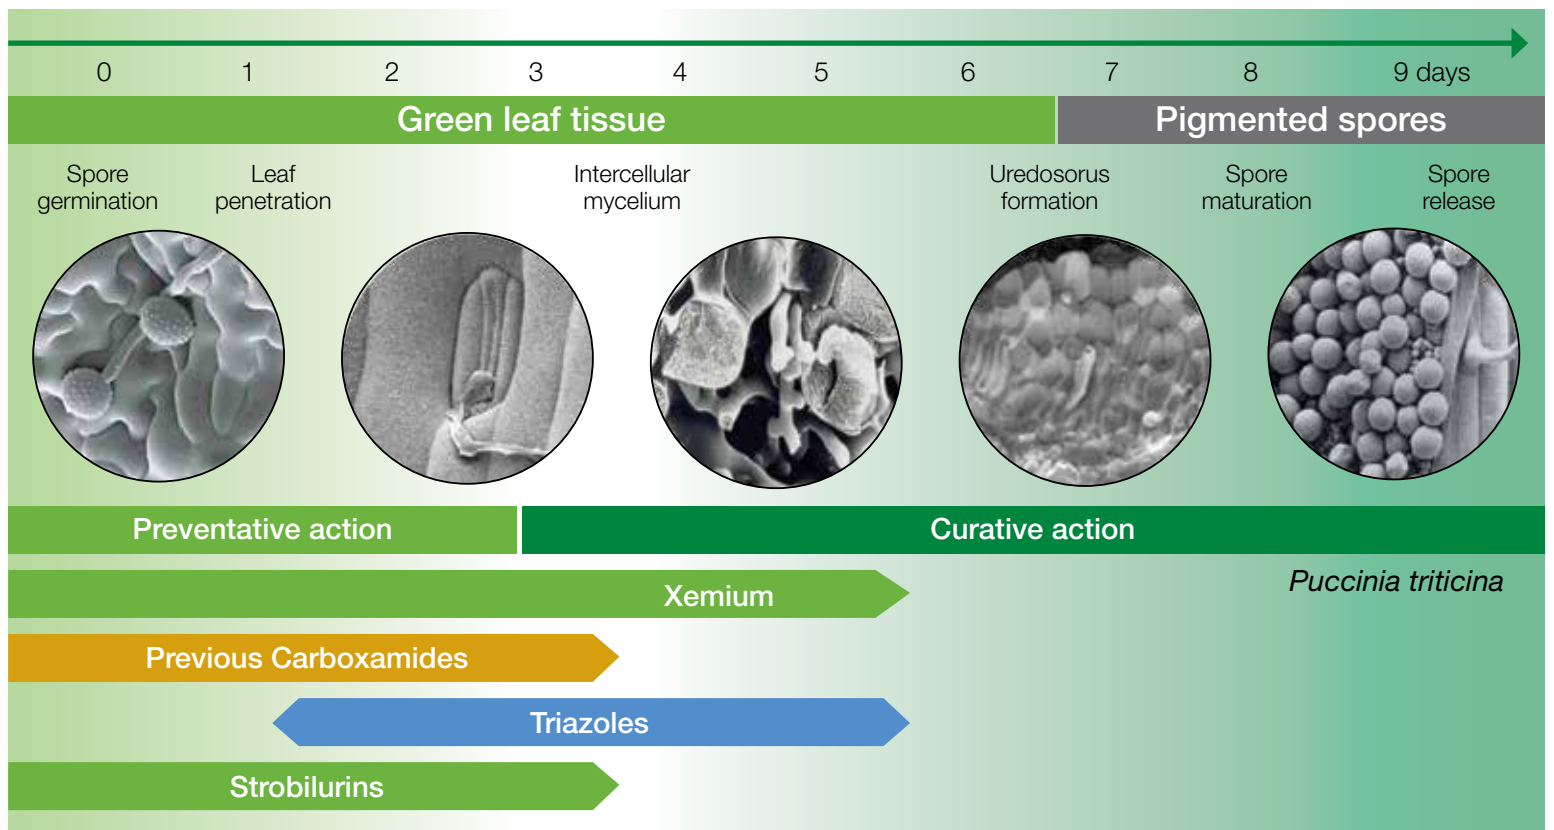 0 1 2 3 4 5 6 7 8 9 days
Green leaf tissue Pigmented spores
Spore Leaf Intercellular Uredosorus Spore Spore
germination penetration mycelium formation maturation release
Preventative action Curative action
Puccinia triticina
Xemium
Previous Carboxamides
Triazoles
Strobilurins